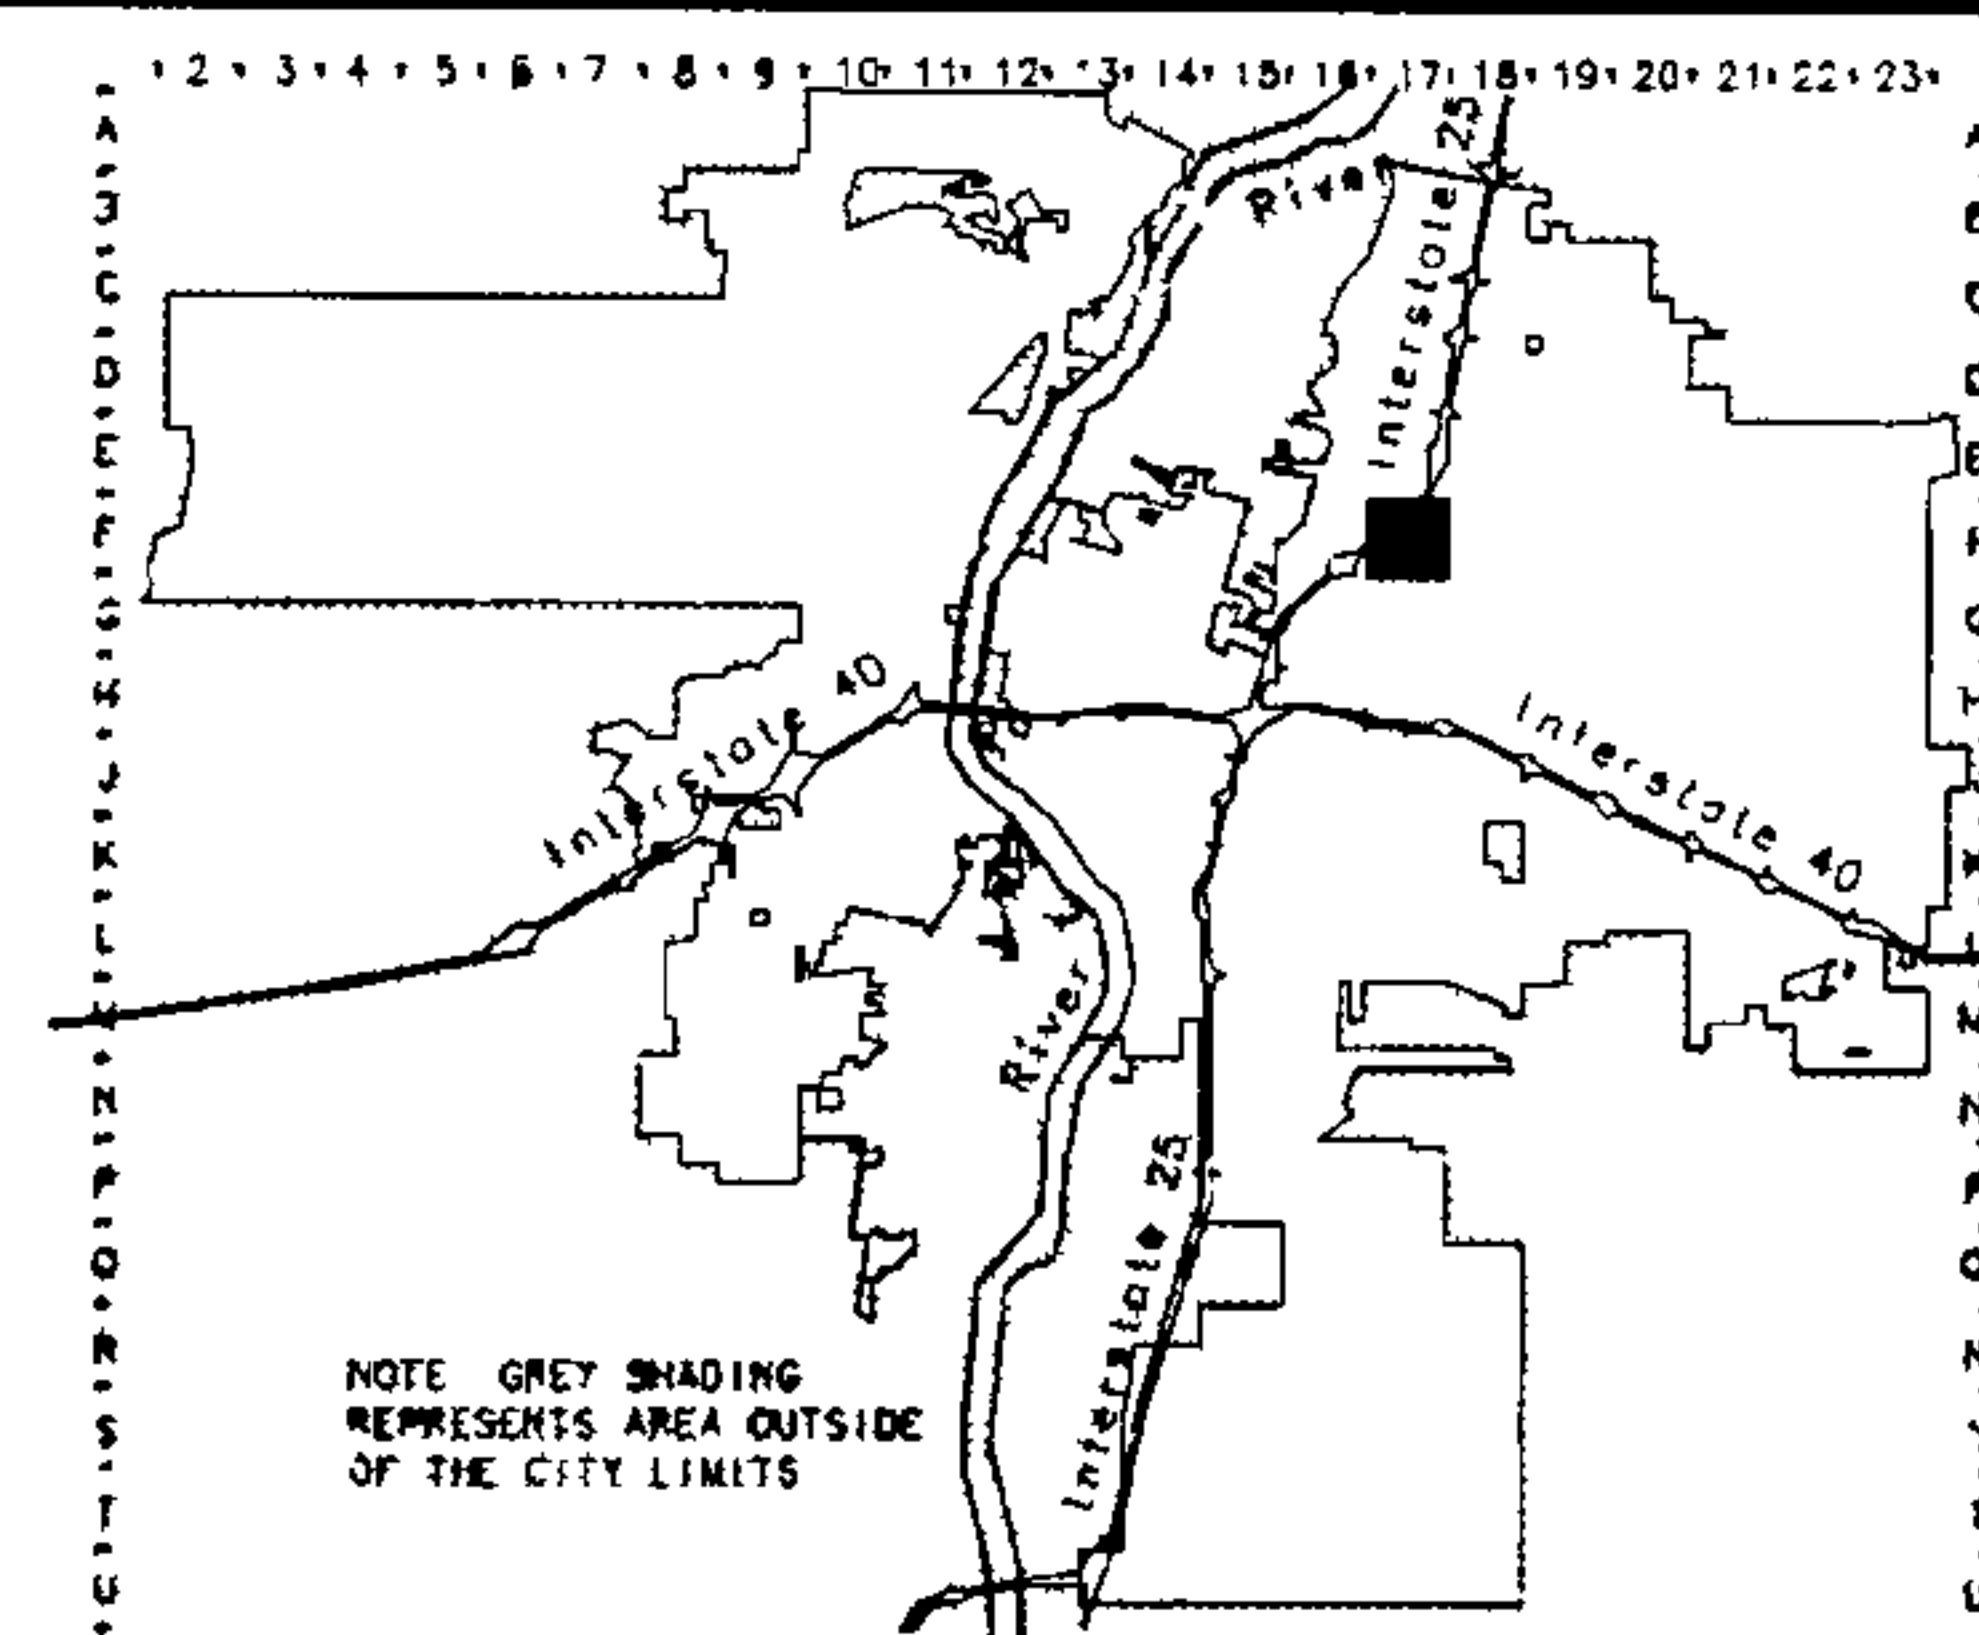 2 3 4 5 6 7 8 9 10 11 12 13 14 15 16 17 18 19 20 21 22 23
A
B
C
D
E
F
G
H
J
K
L
M
N
P
Q
R
S
T
U
25
Interstate
River
Interstate 40
Interstate 40
River
Interstate 25
NOTE GREY SHADING
REPRESENTS AREA OUTSIDE
OF THE CITY LIMITS